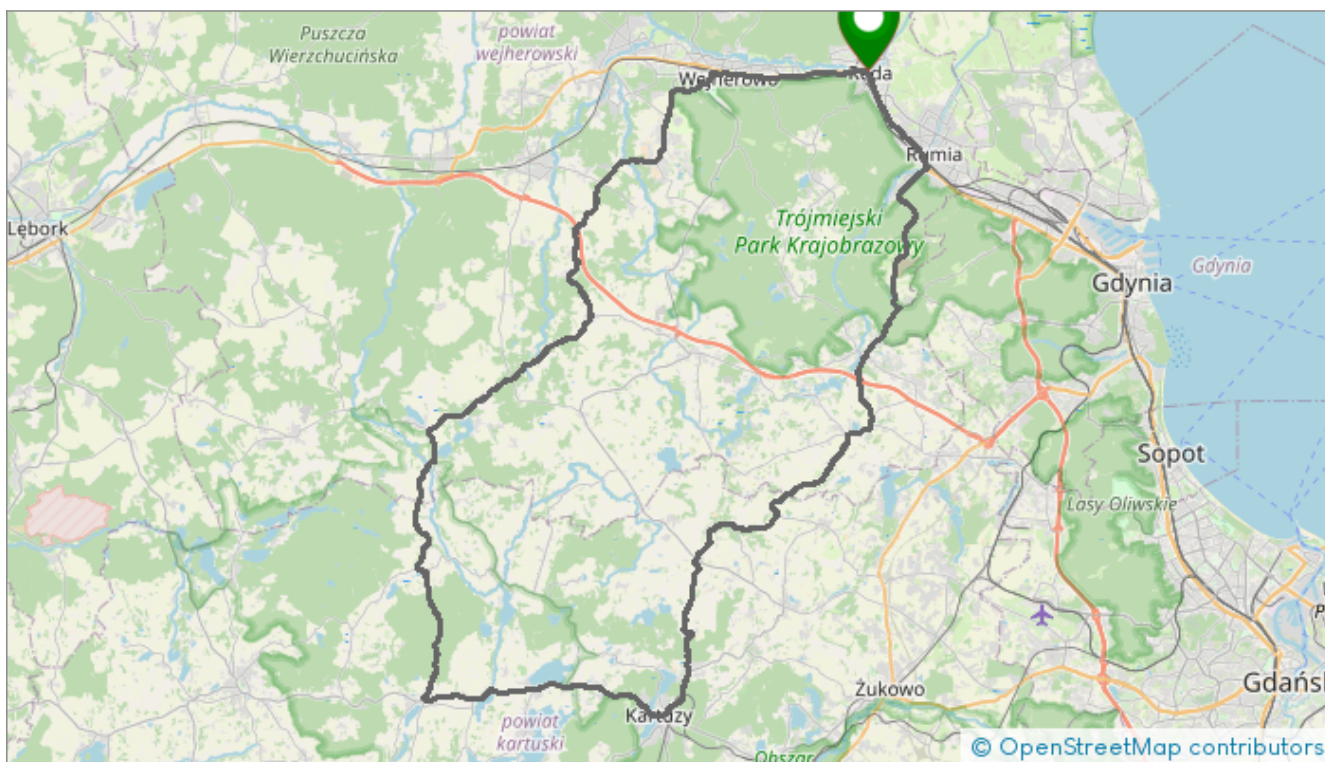 Puszcza
Wierzchucińska
powiat
wejherowski
Wejherowo
Reda
Rumia
Lębork
Trójmiejski
Park Krajobrazowy
Gdynia
Gdynia
Sopot
Lasy Oliwskie
Żukowo
Gdańsk
Kartuzy
powiat
kartuski
Obszar
© OpenStreetMap contributors